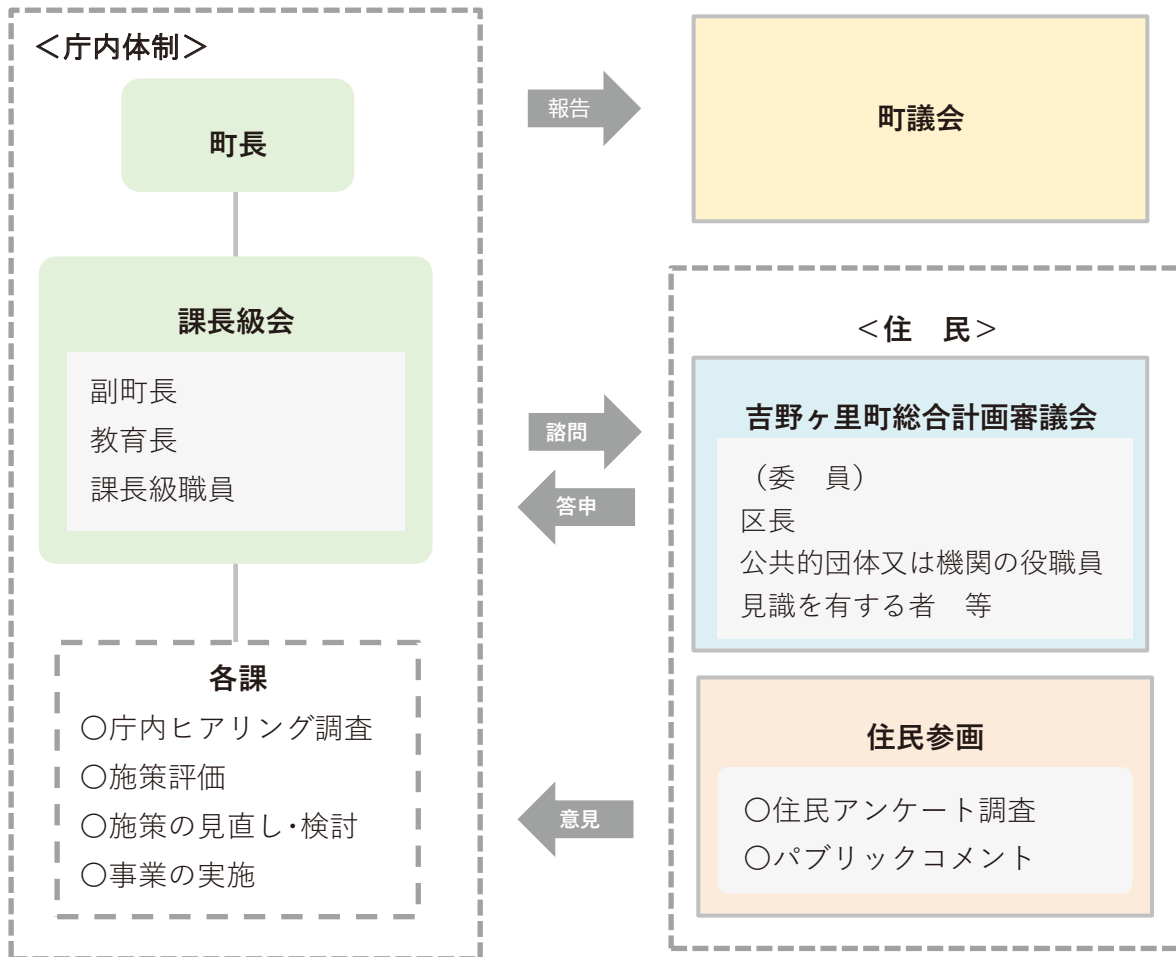 ＜庁内体制＞
町長
課長級会
副町長
教育長
課長級職員
各課
〇庁内ヒアリング調査
〇施策評価
〇施策の見直し・検討
〇事業の実施
報告
諮問
答申
意見
町議会
＜住　民＞
吉野ヶ里町総合計画審議会
（委　員）
区長
公共的団体又は機関の役職員
見識を有する者　等
住民参画
〇住民アンケート調査
〇パブリックコメント